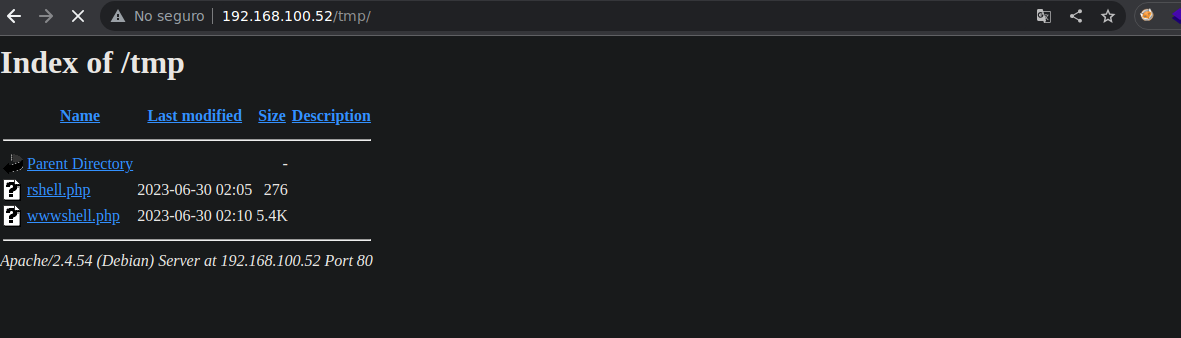 No seguro 192.168.100.52/tmp/
Index of /tmp
Name Last modified Size Description
Parent Directory -
rshell.php 2023-06-30 02:05 276
wwwshell.php 2023-06-30 02:10 5.4K
Apache/2.4.54 (Debian) Server at 192.168.100.52 Port 80